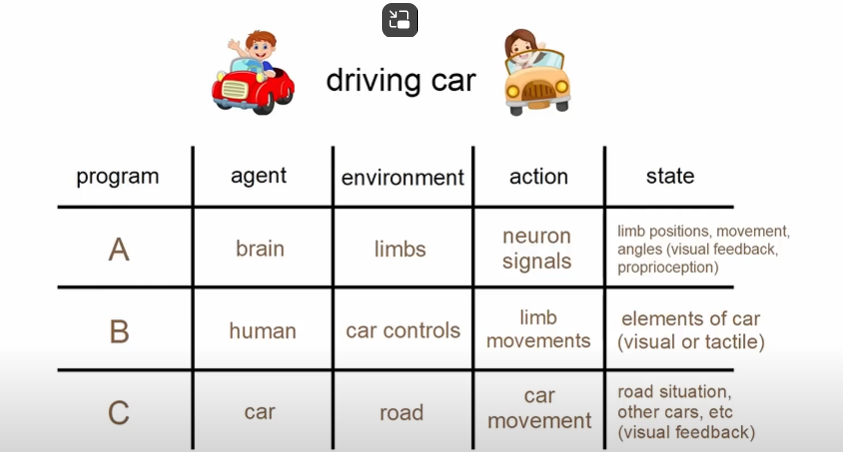 driving car
program agent environment action state
A brain limbs neuron signals limb positions, movement, angles (visual feedback, proprioception)
B human car controls limb movements elements of car (visual or tactile)
C car road car movement road situation, other cars, etc (visual feedback)